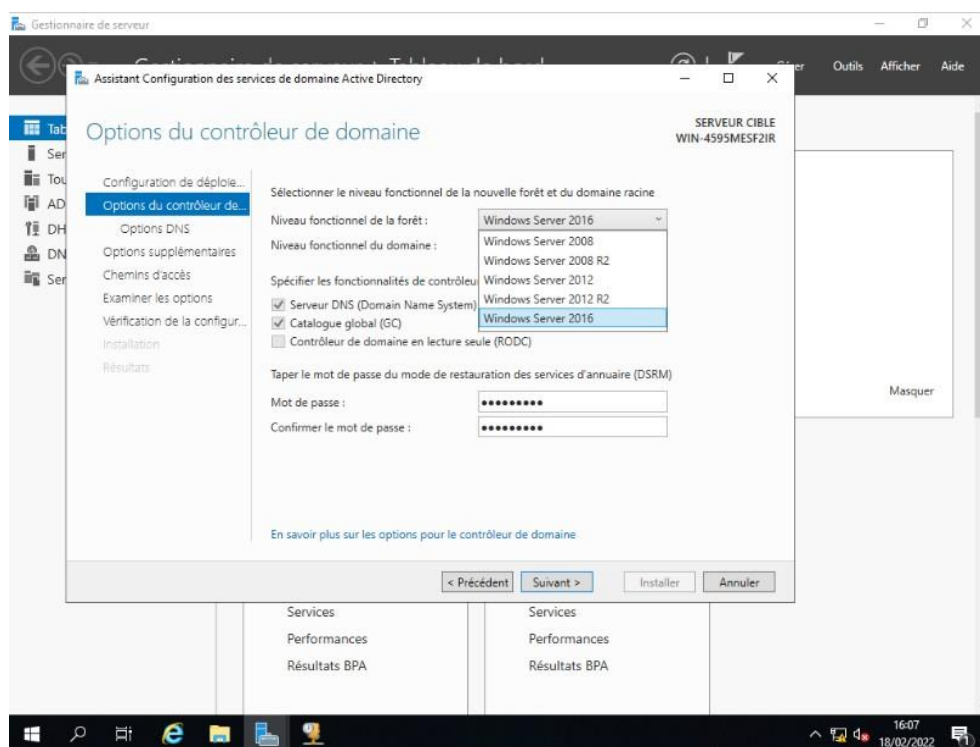 Gestionnaire de serveur
Assistant Configuration des services de domaine Active Directory
Outils Afficher Aide
Options du contrôleur de domaine
SERVEUR CIBLE
WIN-4595MESF2IR
Tab
Ser
Tou
AD
DH
DN
Ser
Configuration de déploie...
Options du contrôleur de...
Options DNS
Options supplémentaires
Chemins d'accès
Examiner les options
Vérification de la configur...
Installation
Résultats
Sélectionner le niveau fonctionnel de la nouvelle forêt et du domaine racine
Niveau fonctionnel de la forêt : Windows Server 2016
Niveau fonctionnel du domaine :
Windows Server 2008
Windows Server 2008 R2
Windows Server 2012
Windows Server 2012 R2
Windows Server 2016
Spécifier les fonctionnalités de contrôleu
Serveur DNS (Domain Name System)
Catalogue global (GC)
Contrôleur de domaine en lecture seule (RODC)
Taper le mot de passe du mode de restauration des services d'annuaire (DSRM)
Mot de passe : •••••••••
Confirmer le mot de passe : •••••••••
Masquer
En savoir plus sur les options pour le contrôleur de domaine
< Précédent Suivant > Installer Annuler
Services Services
Performances Performances
Résultats BPA Résultats BPA
16:07
18/02/2022